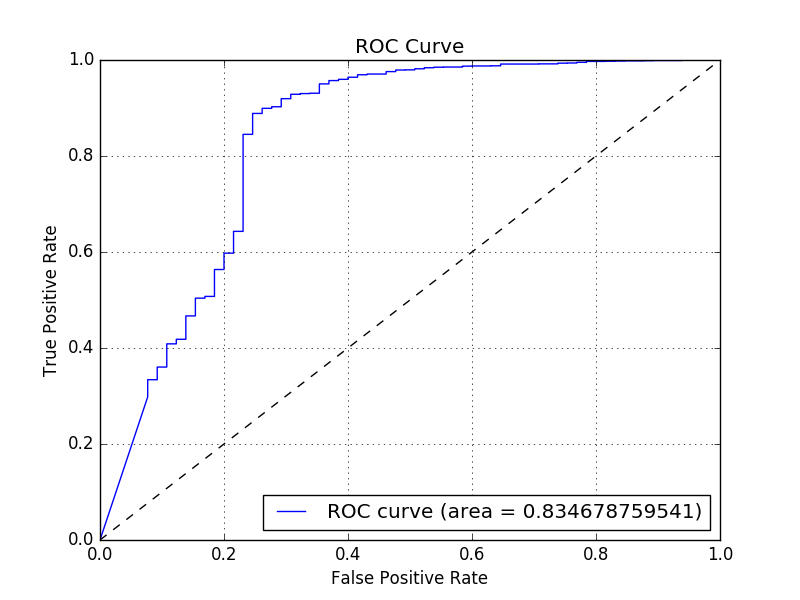 ROC Curve
1.0
0.8
0.6
0.4
0.2
0.0
True Positive Rate
ROC curve (area = 0.834678759541)
0.0 0.2 0.4 0.6 0.8 1.0
False Positive Rate